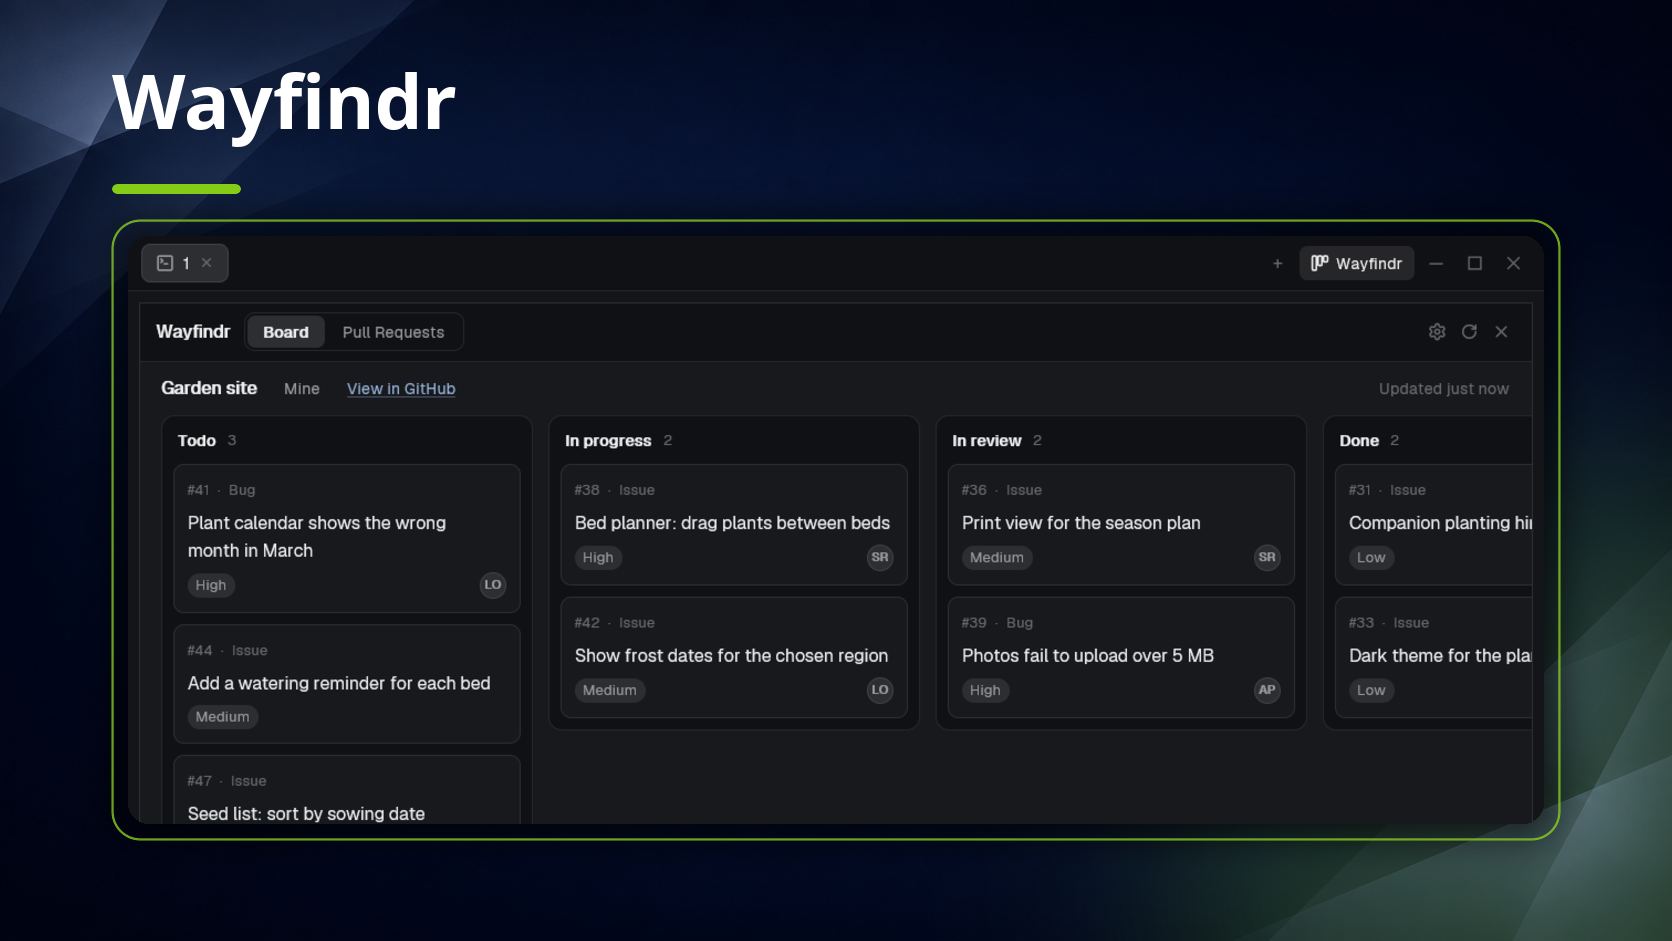 Wayfindr
1
+ Wayfindr
Wayfindr Board Pull Requests
Garden site Mine View in GitHub Updated just now
Todo 3
#41 · Bug
Plant calendar shows the wrong
month in March
High LO
#44 · Issue
Add a watering reminder for each bed
Medium
#47 · Issue
Seed list: sort by sowing date
In progress 2
#38 · Issue
Bed planner: drag plants between beds
High SR
#42 · Issue
Show frost dates for the chosen region
Medium LO
In review 2
#36 · Issue
Print view for the season plan
Medium SR
#39 · Bug
Photos fail to upload over 5 MB
High AP
Done 2
#31 · Issue
Companion planting
Low
#33 · Issue
Dark theme for the
Low